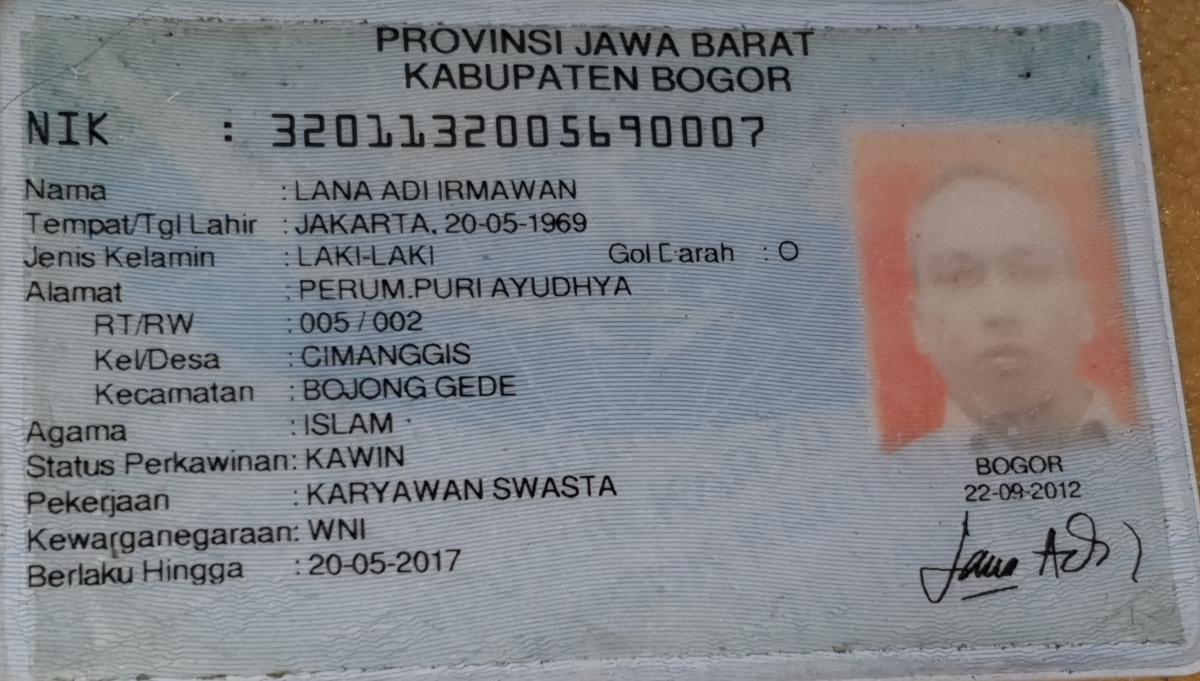 PROVINSI JAWA BARAT
KABUPATEN BOGOR
NIK : 3201132005690007
Nama : LANA ADI IRMAWAN
Tempat/Tgl Lahir : JAKARTA, 20-05-1969
Jenis Kelamin : LAKI-LAKI Gol Darah : O
Alamat : PERUM.PURI AYUDHYA
RT/RW : 005 / 002
Kel/Desa : CIMANGGIS
Kecamatan : BOJONG GEDE
Agama : ISLAM
Status Perkawinan: KAWIN
Pekerjaan : KARYAWAN SWASTA
Kewarganegaraan: WNI
Berlaku Hingga : 20-05-2017
BOGOR
22-09-2012
Lana Adi